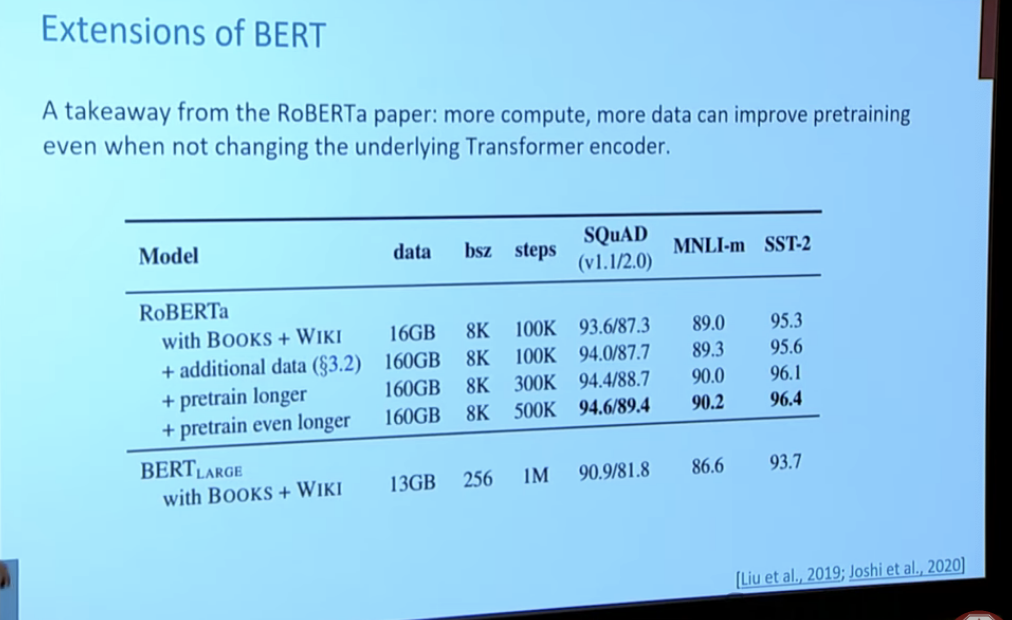 Extensions of BERT
A takeaway from the RoBERTa paper: more compute, more data can improve pretraining
even when not changing the underlying Transformer encoder.
Model data bsz steps SQuAD (v1.1/2.0) MNLI-m SST-2
RoBERTa
with BOOKS + WIKI 16GB 8K 100K 93.6/87.3 89.0 95.3
+ additional data (§3.2) 160GB 8K 100K 94.0/87.7 89.3 95.6
+ pretrain longer 160GB 8K 300K 94.4/88.7 90.0 96.1
+ pretrain even longer 160GB 8K 500K 94.6/89.4 90.2 96.4
BERTLARGE
with BOOKS + WIKI 13GB 256 1M 90.9/81.8 86.6 93.7
[Liu et al., 2019; Joshi et al., 2020]